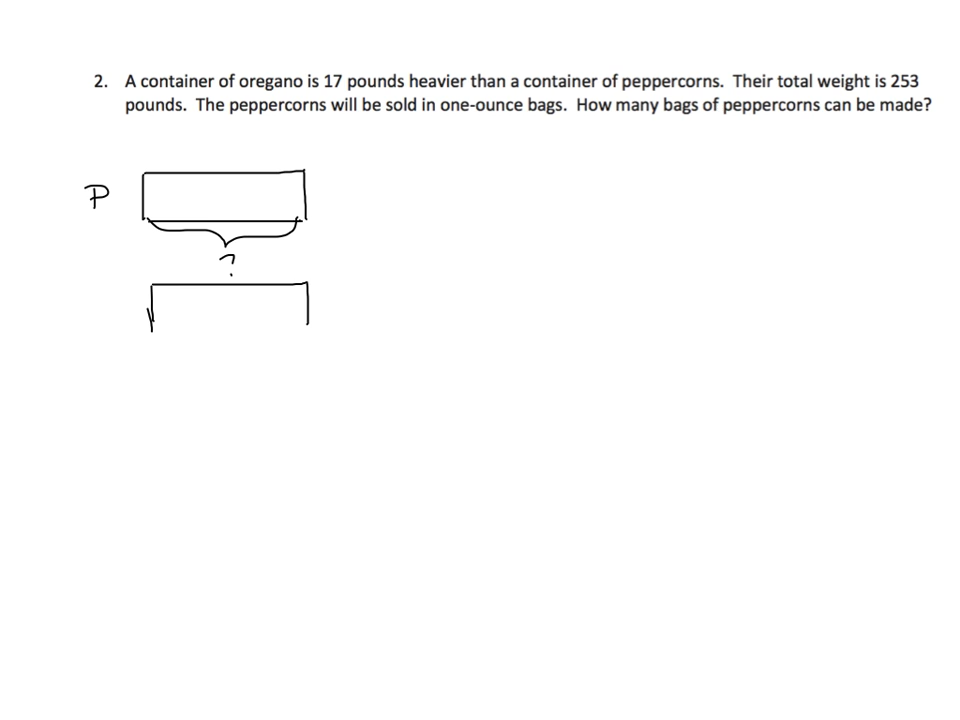 2. A container of oregano is 17 pounds heavier than a container of peppercorns. Their total weight is 253
pounds. The peppercorns will be sold in one-ounce bags. How many bags of peppercorns can be made?
P
?